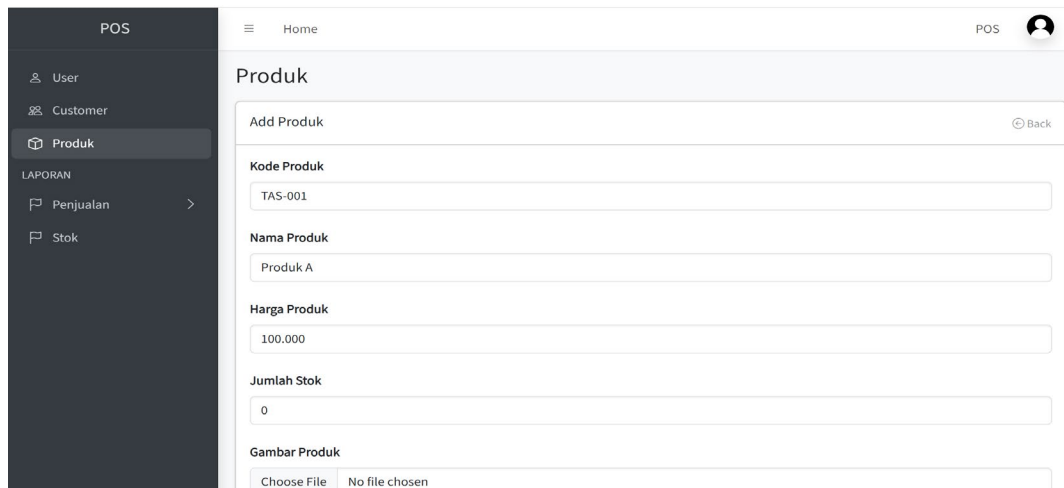 POS
Home
POS
User
Customer
Produk
LAPORAN
Penjualan
Stok
Produk
Add Produk
Back
Kode Produk
TAS-001
Nama Produk
Produk A
Harga Produk
100.000
Jumlah Stok
0
Gambar Produk
Choose File No file chosen